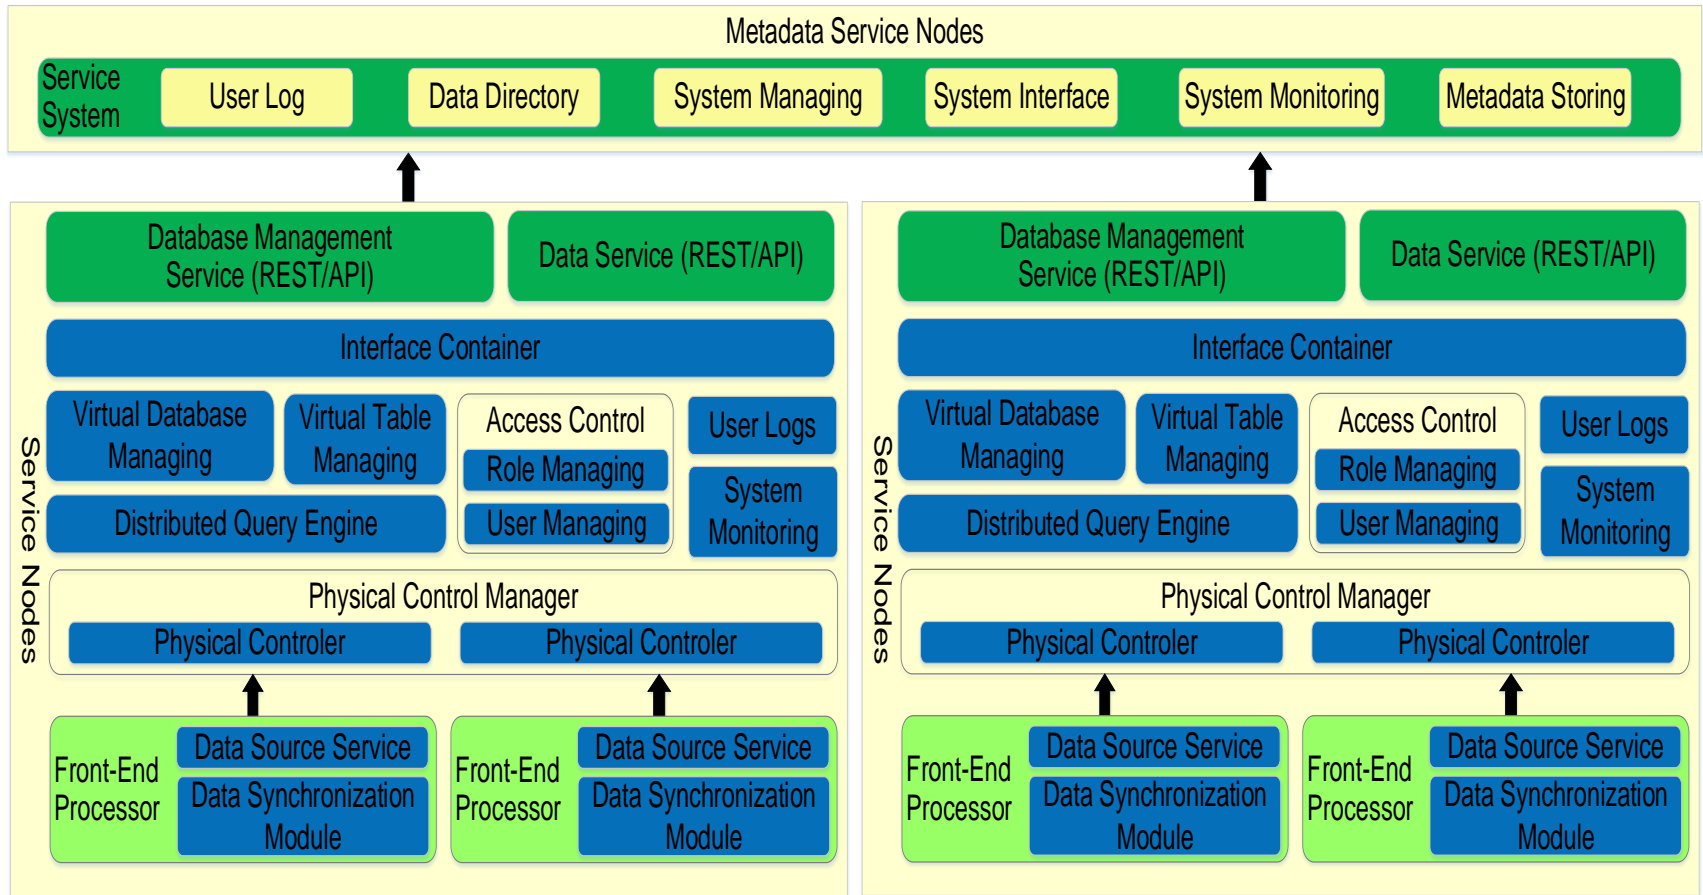 Metadata Service Nodes
Service
System
User Log
Data Directory
System Managing
System Interface
System Monitoring
Metadata Storing
Service Nodes
Database Management
Service (REST/API)
Data Service (REST/API)
Interface Container
Virtual Database
Managing
Virtual Table
Managing
Access Control
Role Managing
User Managing
User Logs
System
Monitoring
Distributed Query Engine
Physical Control Manager
Physical Controler
Physical Controler
Front-End
Processor
Data Source Service
Data Synchronization
Module
Front-End
Processor
Data Source Service
Data Synchronization
Module
Service Nodes
Database Management
Service (REST/API)
Data Service (REST/API)
Interface Container
Virtual Database
Managing
Virtual Table
Managing
Access Control
Role Managing
User Managing
User Logs
System
Monitoring
Distributed Query Engine
Physical Control Manager
Physical Controler
Physical Controler
Front-End
Processor
Data Source Service
Data Synchronization
Module
Front-End
Processor
Data Source Service
Data Synchronization
Module